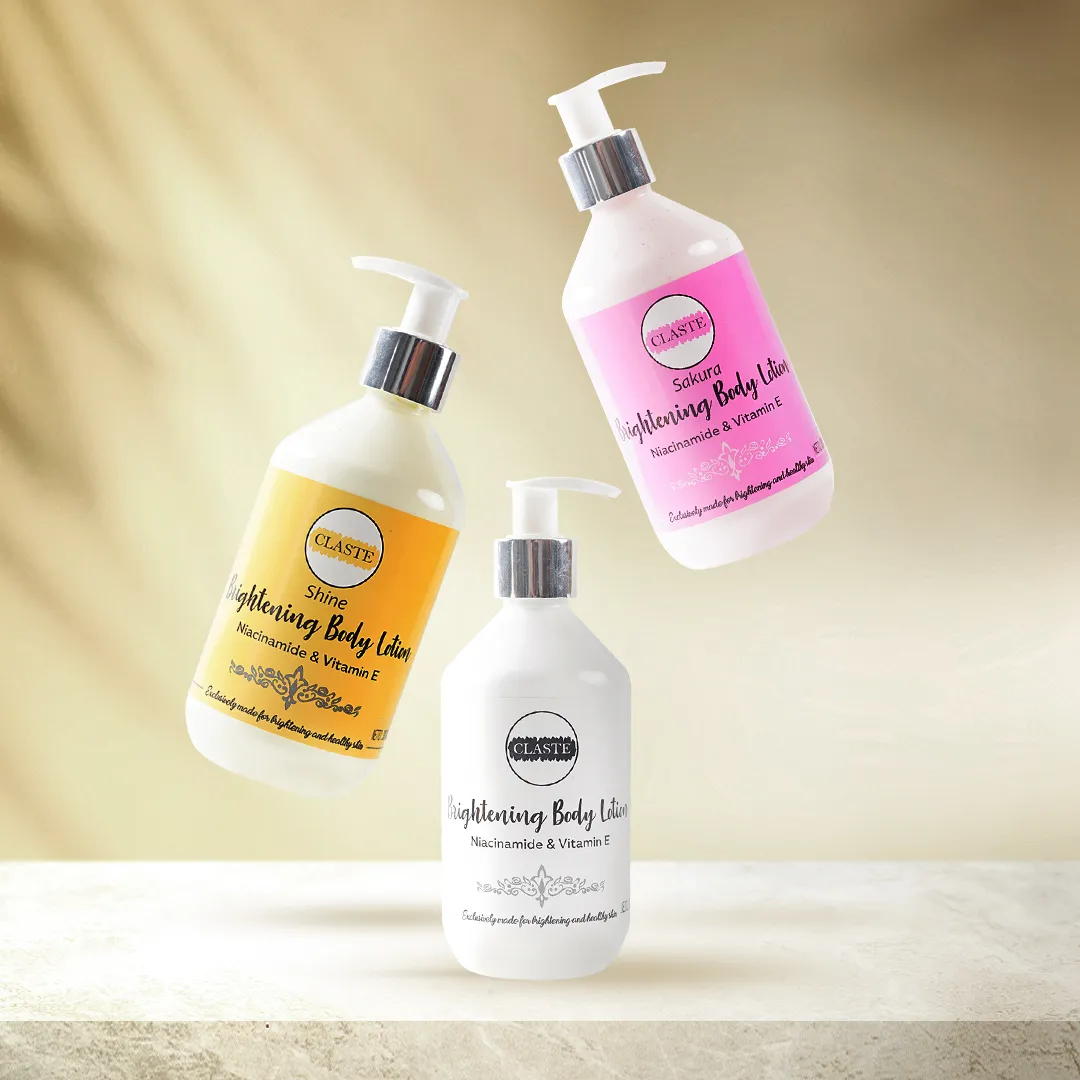 CLASTE
Sakura
Brightening Body Lotion
Niacinamide & Vitamin E
Exclusively made for brightening and healthy skin
CLASTE
Shine
Brightening Body Lotion
Niacinamide & Vitamin E
Exclusively made for brightening and healthy skin
CLASTE
Brightening Body Lotion
Niacinamide & Vitamin E
Exclusively made for brightening and healthy skin